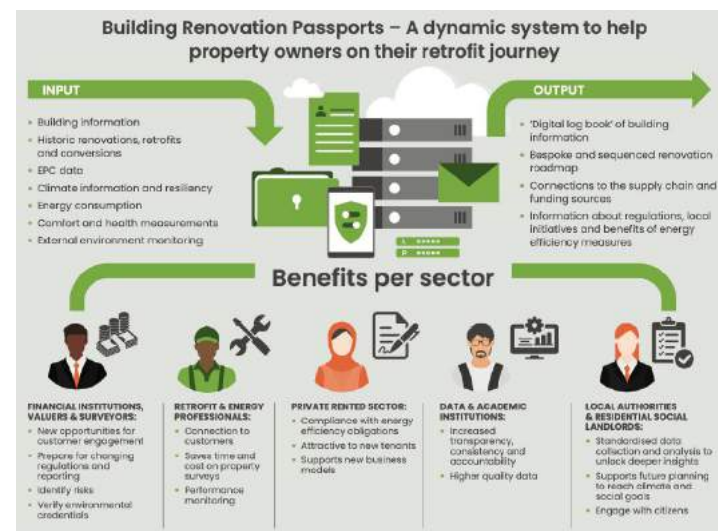 Building Renovation Passports – A dynamic system to help
property owners on their retrofit journey
INPUT
Building information
Historic renovations, retrofits
and conversions
EPC data
Climate information and resiliency
Energy consumption
Comfort and health measurements
External environment monitoring
OUTPUT
'Digital log book' of building
information
Bespoke and sequenced renovation
roadmap
Connections to the supply chain and
funding sources
Information about regulations, local
initiatives and benefits of energy
efficiency measures
Benefits per sector
FINANCIAL INSTITUTIONS,
VALUERS & SURVEYORS:
New opportunities for
customer engagement
Prepare for changing
regulations and
reporting
Identify risks
Verify environmental
credentials
RETROFIT & ENERGY
PROFESSIONALS:
Connection to
customers
Saves time and
cost on property
surveys
Performance
monitoring
PRIVATE RENTED SECTOR:
Compliance with energy
efficiency obligations
Attractive to new tenants
Supports new business
models
DATA & ACADEMIC
INSTITUTIONS:
Increased
transparency,
consistency and
accountability
Higher quality data
LOCAL AUTHORITIES
& RESIDENTIAL SOCIAL
LANDLORDS:
Standardised data
collection and analysis to
unlock deeper insights
Supports future planning
to reach climate and
social goals
Engage with citizens